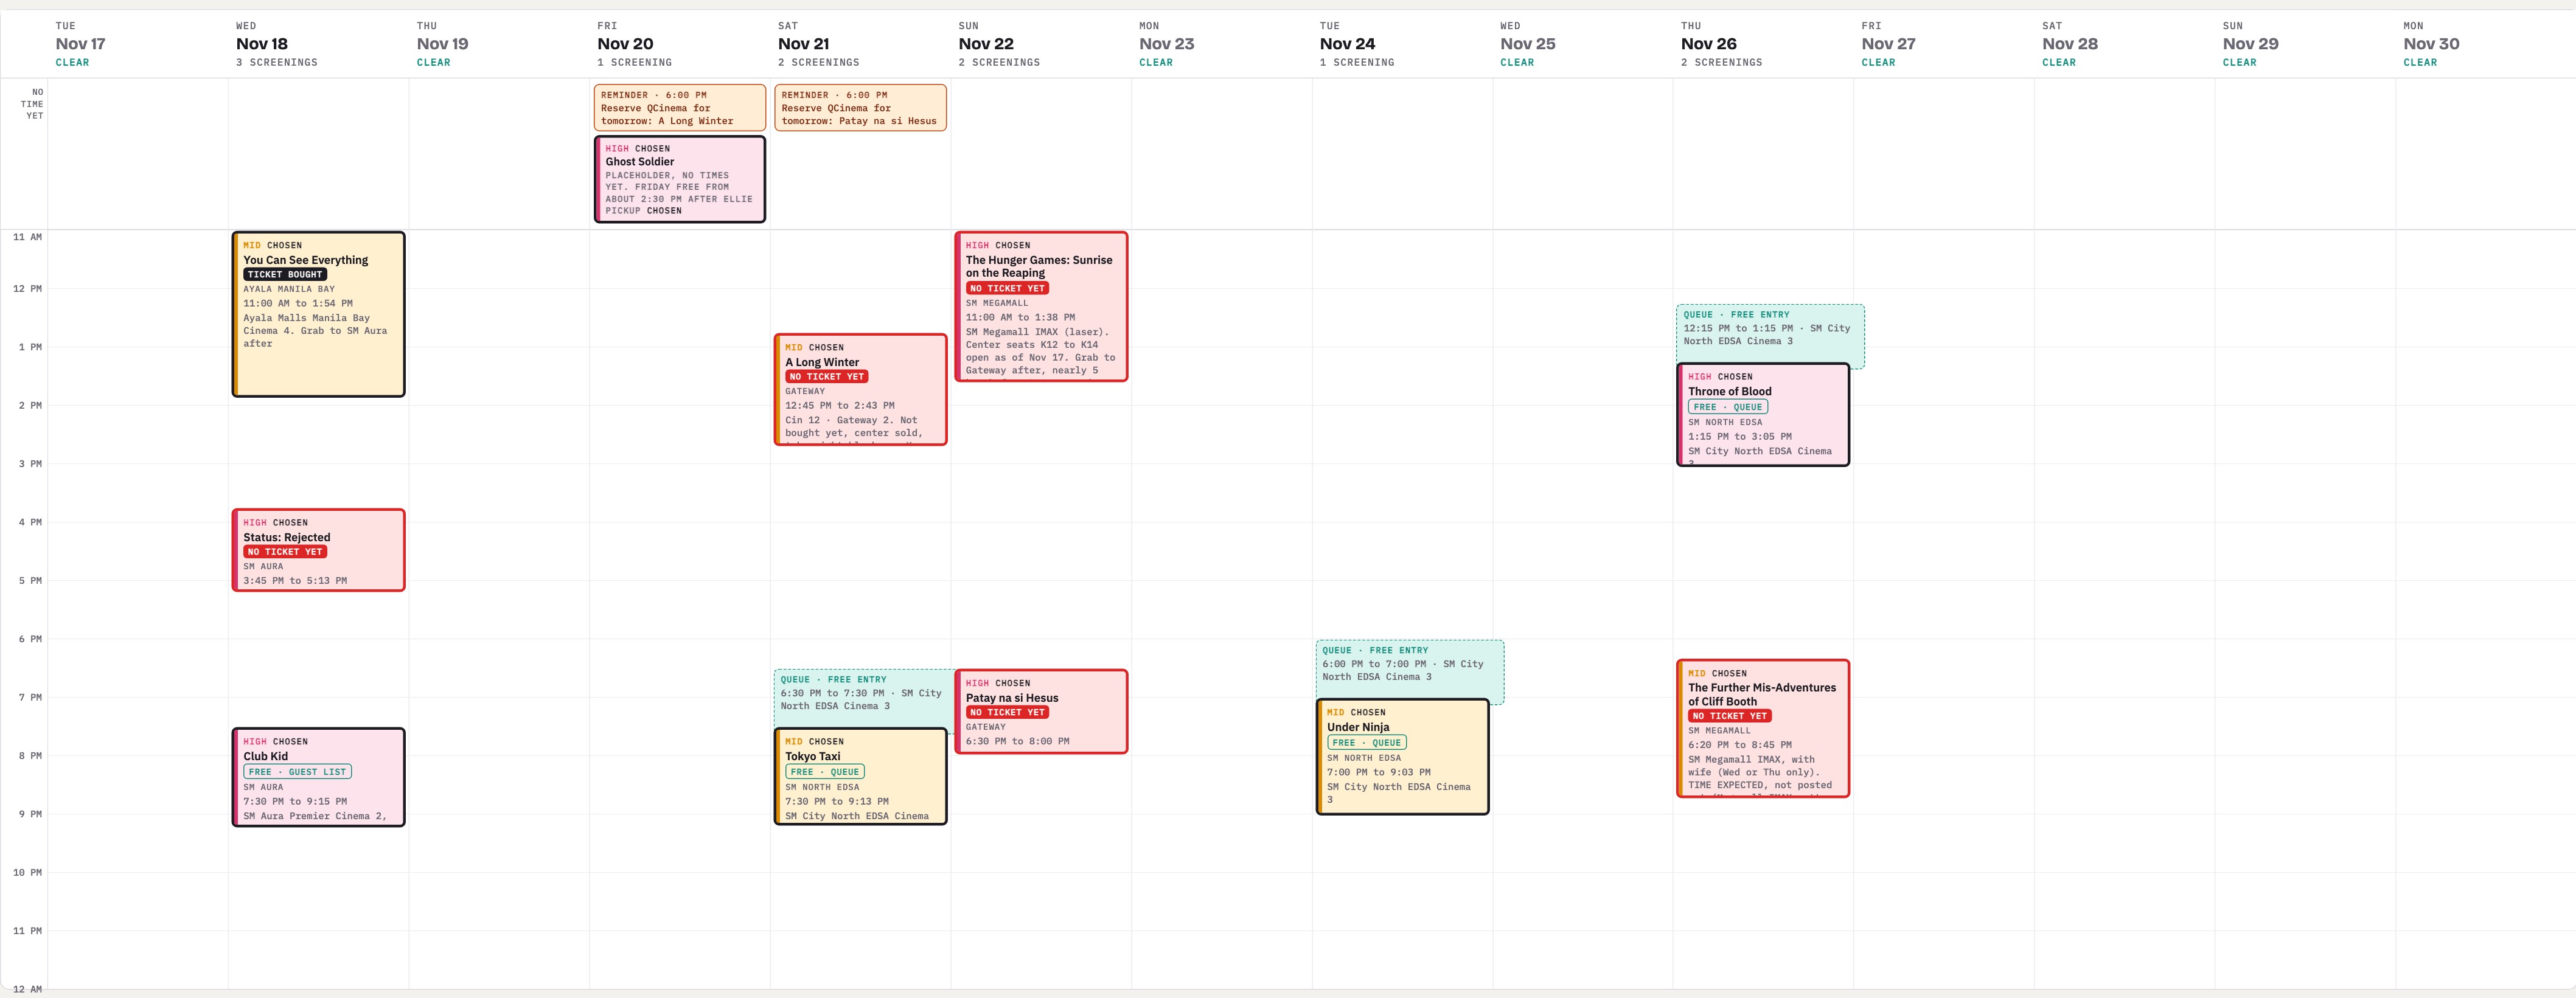 TUE
Nov 17
CLEAR
WED
Nov 18
3 SCREENINGS
THU
Nov 19
CLEAR
FRI
Nov 20
1 SCREENING
SAT
Nov 21
2 SCREENINGS
SUN
Nov 22
2 SCREENINGS
MON
Nov 23
CLEAR
TUE
Nov 24
1 SCREENING
WED
Nov 25
CLEAR
THU
Nov 26
2 SCREENINGS
FRI
Nov 27
CLEAR
SAT
Nov 28
CLEAR
SUN
Nov 29
CLEAR
MON
Nov 30
CLEAR
NO
TIME
YET
REMINDER · 6:00 PM
Reserve QCinema for
tomorrow: A Long Winter
HIGH CHOSEN
Ghost Soldier
PLACEHOLDER, NO TIMES
YET. FRIDAY FREE FROM
ABOUT 2:30 PM AFTER ELLIE
PICKUP CHOSEN
REMINDER · 6:00 PM
Reserve QCinema for
tomorrow: Patay na si Hesus
11 AM
12 PM
1 PM
2 PM
3 PM
4 PM
5 PM
6 PM
7 PM
8 PM
9 PM
10 PM
11 PM
12 AM
MID CHOSEN
You Can See Everything
TICKET BOUGHT
AYALA MANILA BAY
11:00 AM to 1:54 PM
Ayala Malls Manila Bay
Cinema 4. Grab to SM Aura
after
HIGH CHOSEN
Status: Rejected
NO TICKET YET
SM AURA
3:45 PM to 5:13 PM
HIGH CHOSEN
Club Kid
FREE · GUEST LIST
SM AURA
7:30 PM to 9:15 PM
SM Aura Premier Cinema 2,
MID CHOSEN
A Long Winter
NO TICKET YET
GATEWAY
12:45 PM to 2:43 PM
Cin 12 · Gateway 2. Not
bought yet, center sold,
QUEUE · FREE ENTRY
6:30 PM to 7:30 PM · SM City
North EDSA Cinema 3
MID CHOSEN
Tokyo Taxi
FREE · QUEUE
SM NORTH EDSA
7:30 PM to 9:13 PM
SM City North EDSA Cinema
HIGH CHOSEN
The Hunger Games: Sunrise
on the Reaping
NO TICKET YET
SM MEGAMALL
11:00 AM to 1:38 PM
SM Megamall IMAX (laser).
Center seats K12 to K14
open as of Nov 17. Grab to
Gateway after, nearly 5
HIGH CHOSEN
Patay na si Hesus
NO TICKET YET
GATEWAY
6:30 PM to 8:00 PM
QUEUE · FREE ENTRY
6:00 PM to 7:00 PM · SM City
North EDSA Cinema 3
MID CHOSEN
Under Ninja
FREE · QUEUE
SM NORTH EDSA
7:00 PM to 9:03 PM
SM City North EDSA Cinema
3
QUEUE · FREE ENTRY
12:15 PM to 1:15 PM · SM City
North EDSA Cinema 3
HIGH CHOSEN
Throne of Blood
FREE · QUEUE
SM NORTH EDSA
1:15 PM to 3:05 PM
SM City North EDSA Cinema
MID CHOSEN
The Further Mis-Adventures
of Cliff Booth
NO TICKET YET
SM MEGAMALL
6:20 PM to 8:45 PM
SM Megamall IMAX, with
wife (Wed or Thu only).
TIME EXPECTED, not posted